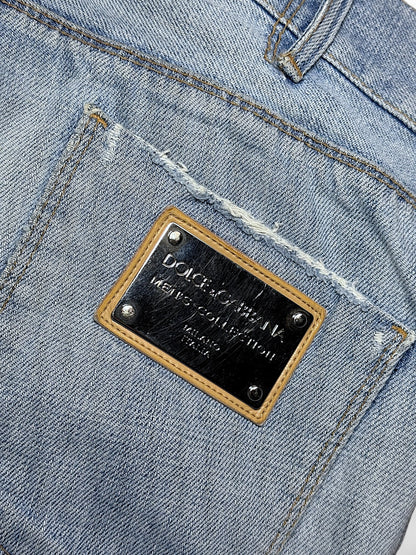 DOLCE&GABBANA
MEN'S COLLECTION
MILANO
ITALIA